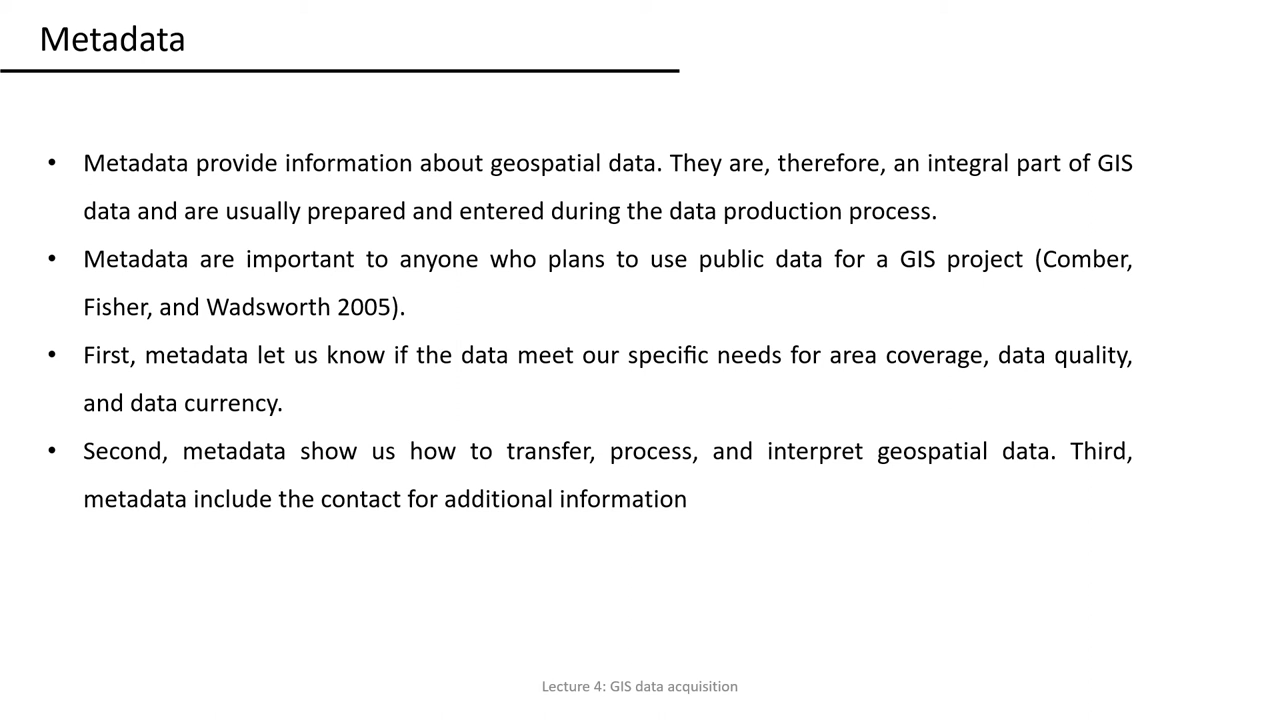 Metadata
• Metadata provide information about geospatial data. They are, therefore, an integral part of GIS
data and are usually prepared and entered during the data production process.
• Metadata are important to anyone who plans to use public data for a GIS project (Comber,
Fisher, and Wadsworth 2005).
• First, metadata let us know if the data meet our specific needs for area coverage, data quality,
and data currency.
• Second, metadata show us how to transfer, process, and interpret geospatial data. Third,
metadata include the contact for additional information
Lecture 4: GIS data acquisition